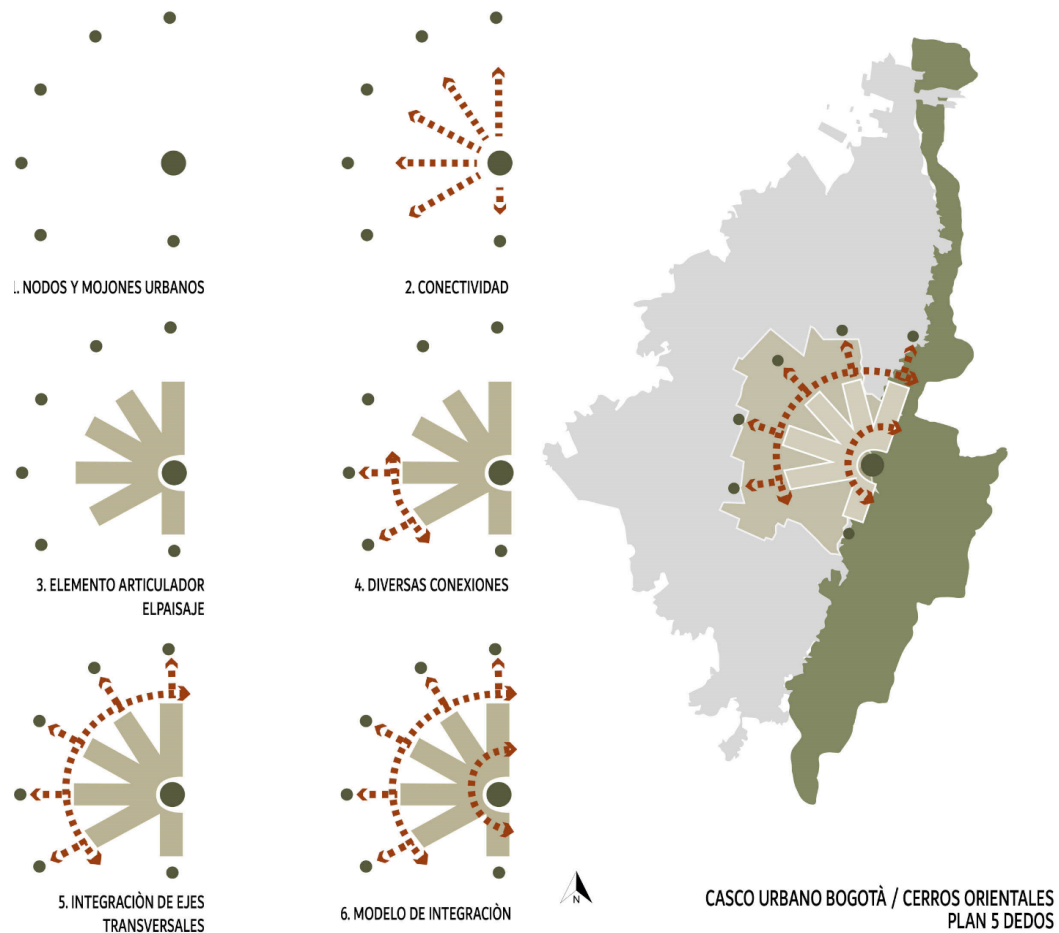 . NODOS Y MOJONES URBANOS
2. CONECTIVIDAD
3. ELEMENTO ARTICULADOR
ELPAISAJE
4. DIVERSAS CONEXIONES
5. INTEGRACIÒN DE EJES
TRANSVERSALES
6. MODELO DE INTEGRACIÒN
N
CASCO URBANO BOGOTÀ / CERROS ORIENTALES
PLAN 5 DEDOS